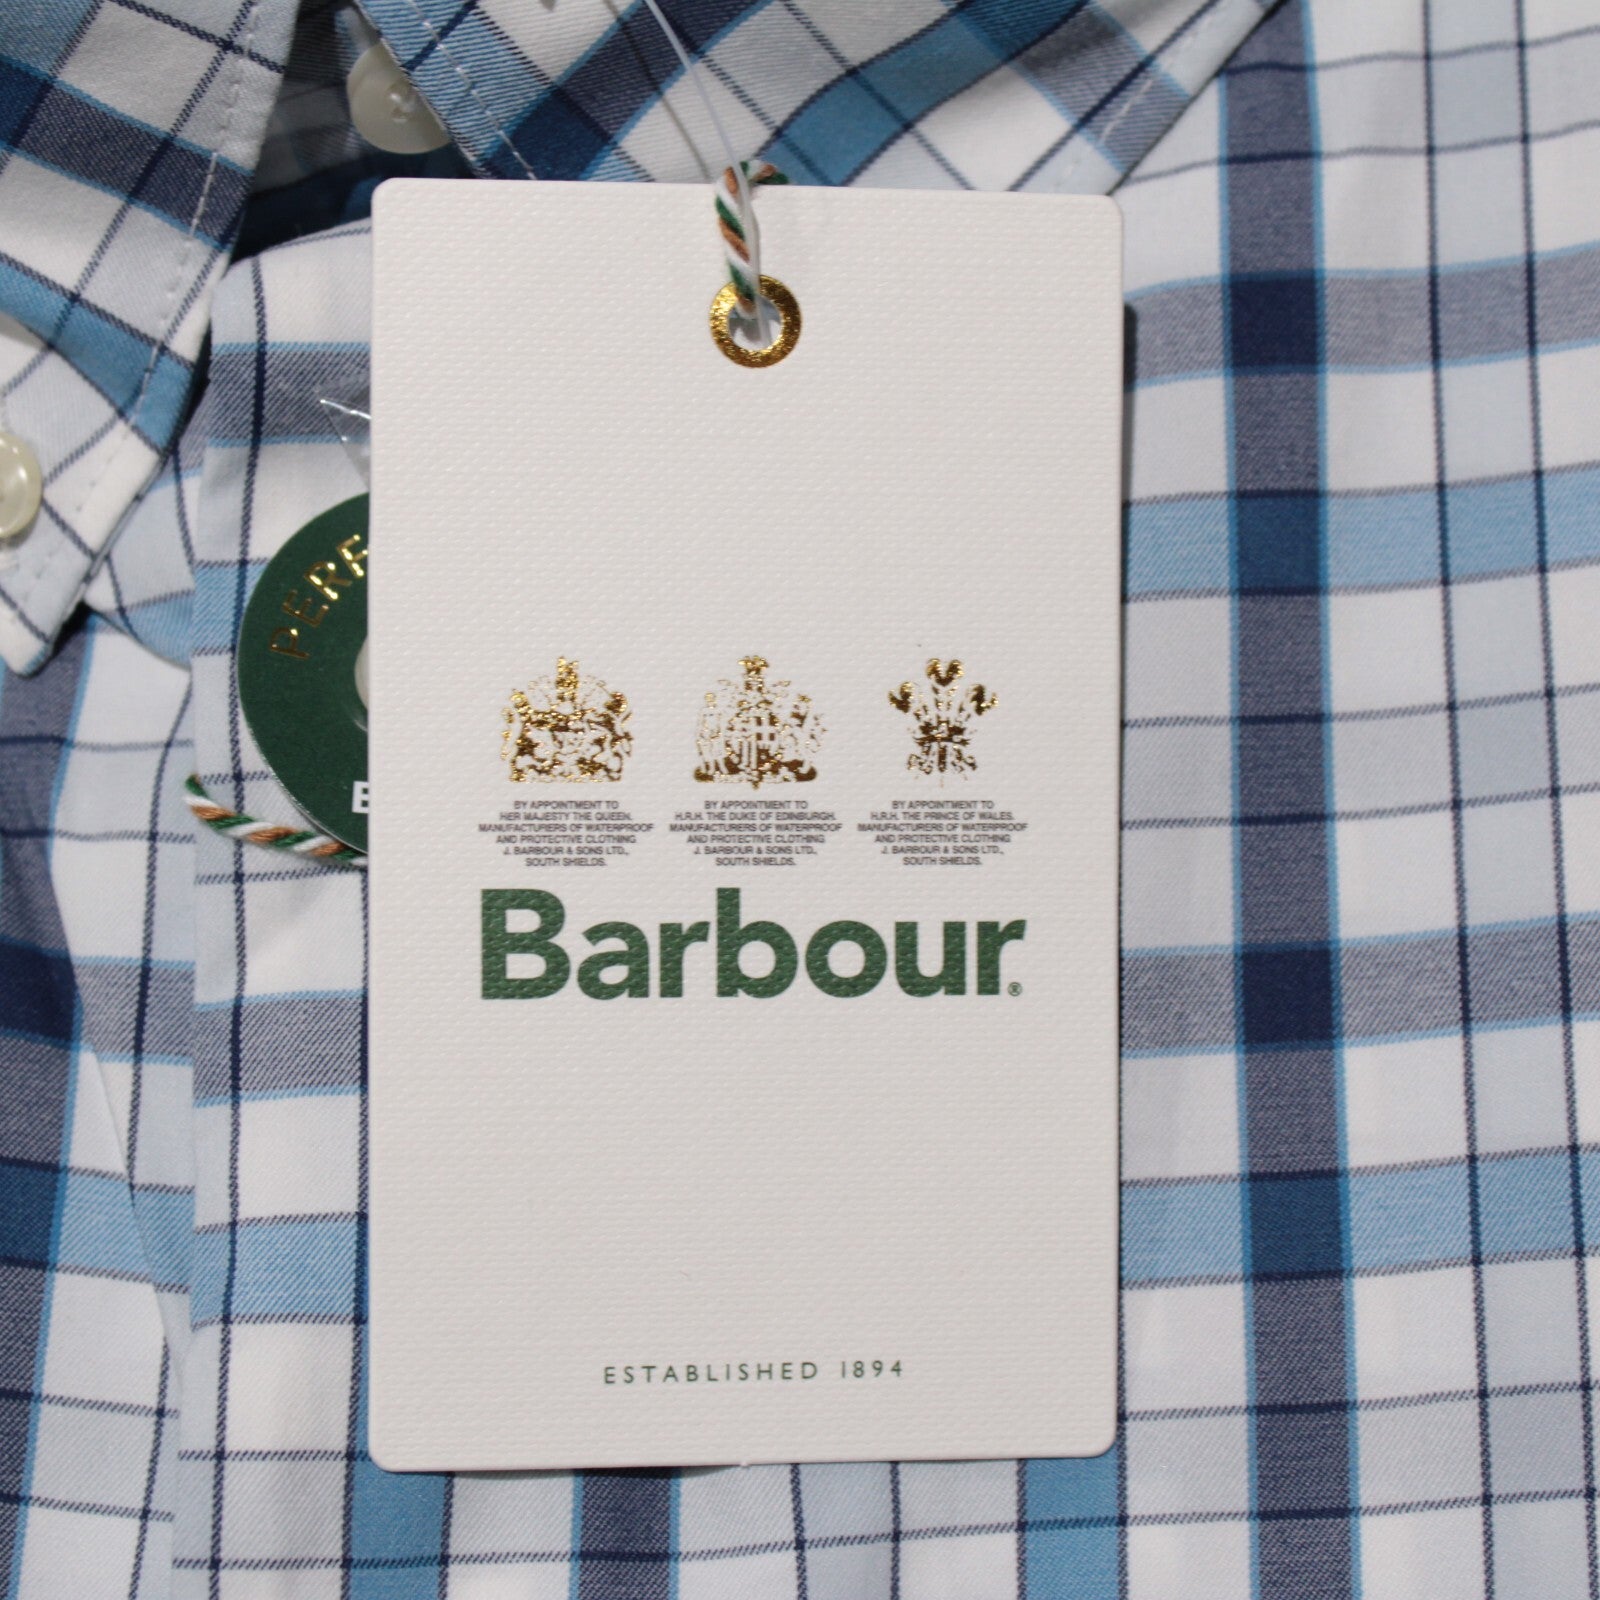 PERF
B
BY APPOINTMENT TO
HER MAJESTY THE QUEEN.
MANUFACTURERS OF WATERPROOF
AND PROTECTIVE CLOTHING
J. BARBOUR & SONS LTD.,
SOUTH SHIELDS.
BY APPOINTMENT TO
H.R.H. THE DUKE OF EDINBURGH.
MANUFACTURERS OF WATERPROOF
AND PROTECTIVE CLOTHING
J. BARBOUR & SONS LTD.,
SOUTH SHIELDS.
BY APPOINTMENT TO
H.R.H. THE PRINCE OF WALES.
MANUFACTURERS OF WATERPROOF
AND PROTECTIVE CLOTHING
J. BARBOUR & SONS LTD.,
SOUTH SHIELDS.
Barbour®
ESTABLISHED 1894